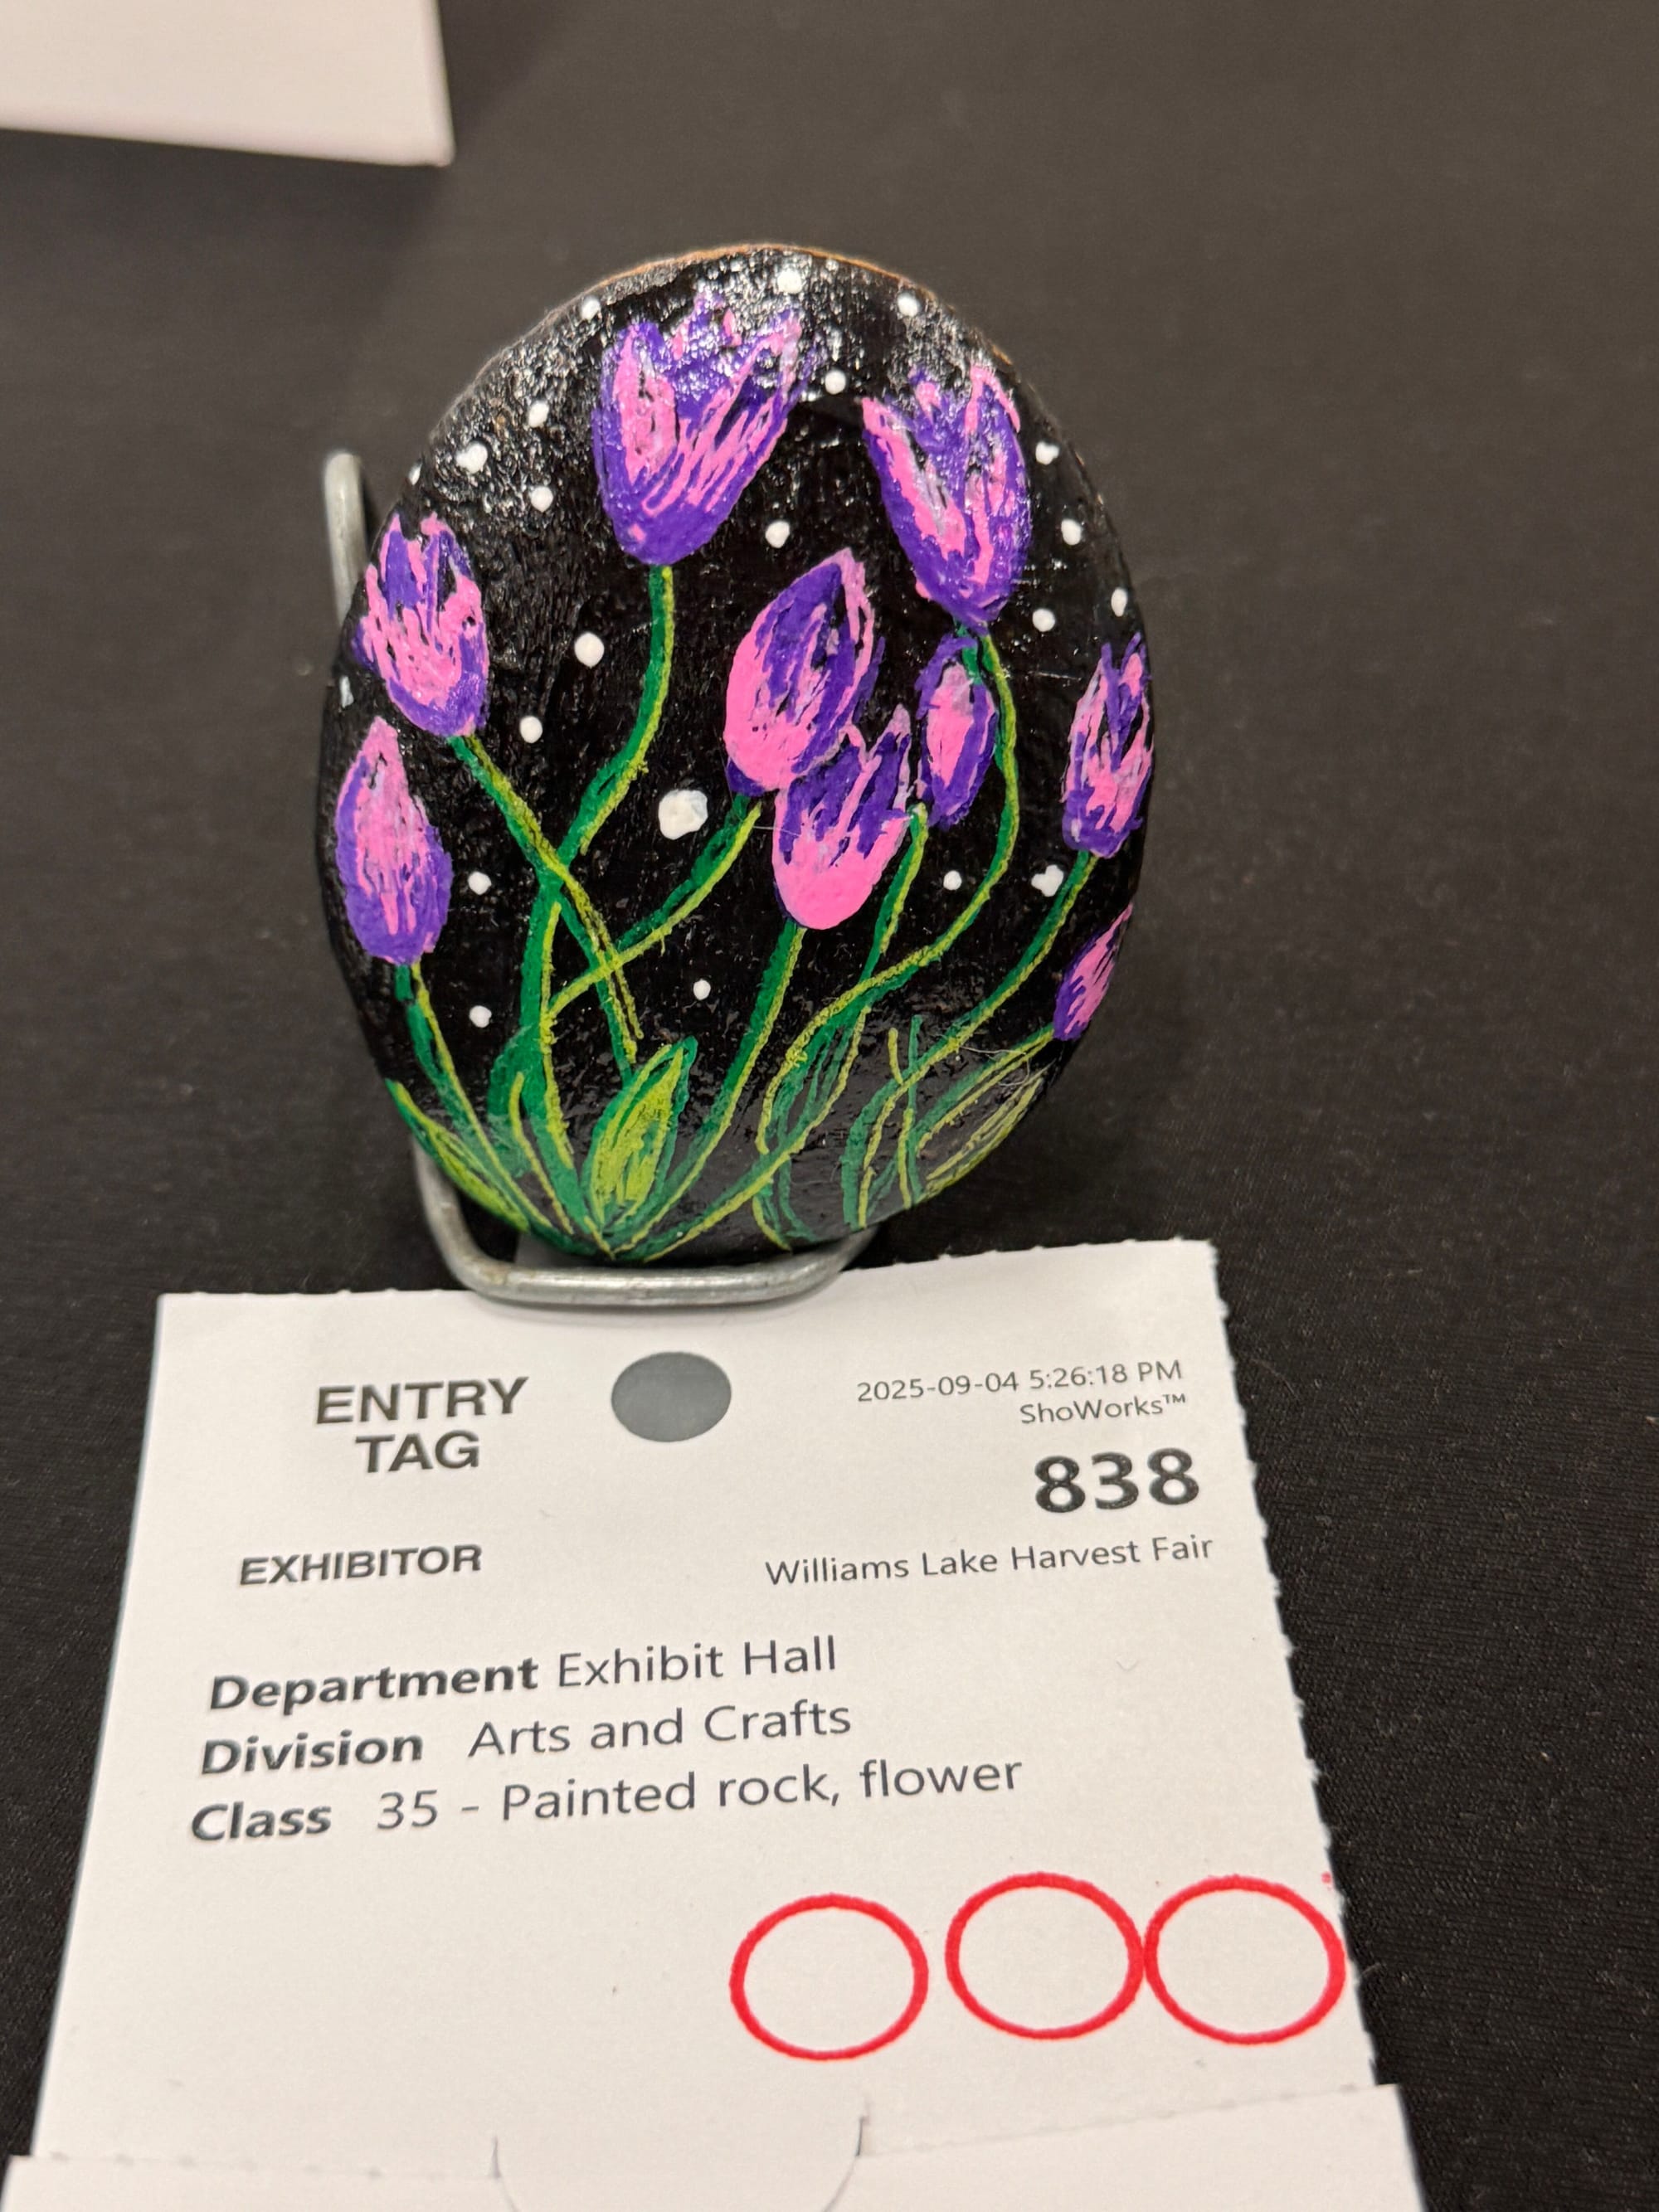 ENTRY
TAG
2025-09-04 5:26:18 PM
ShoWorks™
838
EXHIBITOR
Williams Lake Harvest Fair
Department Exhibit Hall
Division Arts and Crafts
Class 35 - Painted rock, flower